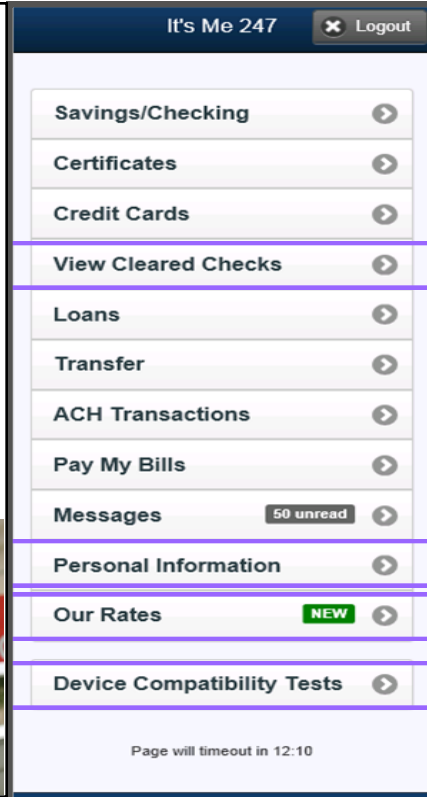 It's Me 247 Logout
Savings/Checking
Certificates
Credit Cards
View Cleared Checks
Loans
Transfer
ACH Transactions
Pay My Bills
Messages 50 unread
Personal Information
Our Rates NEW
Device Compatibility Tests
Page will timeout in 12:10